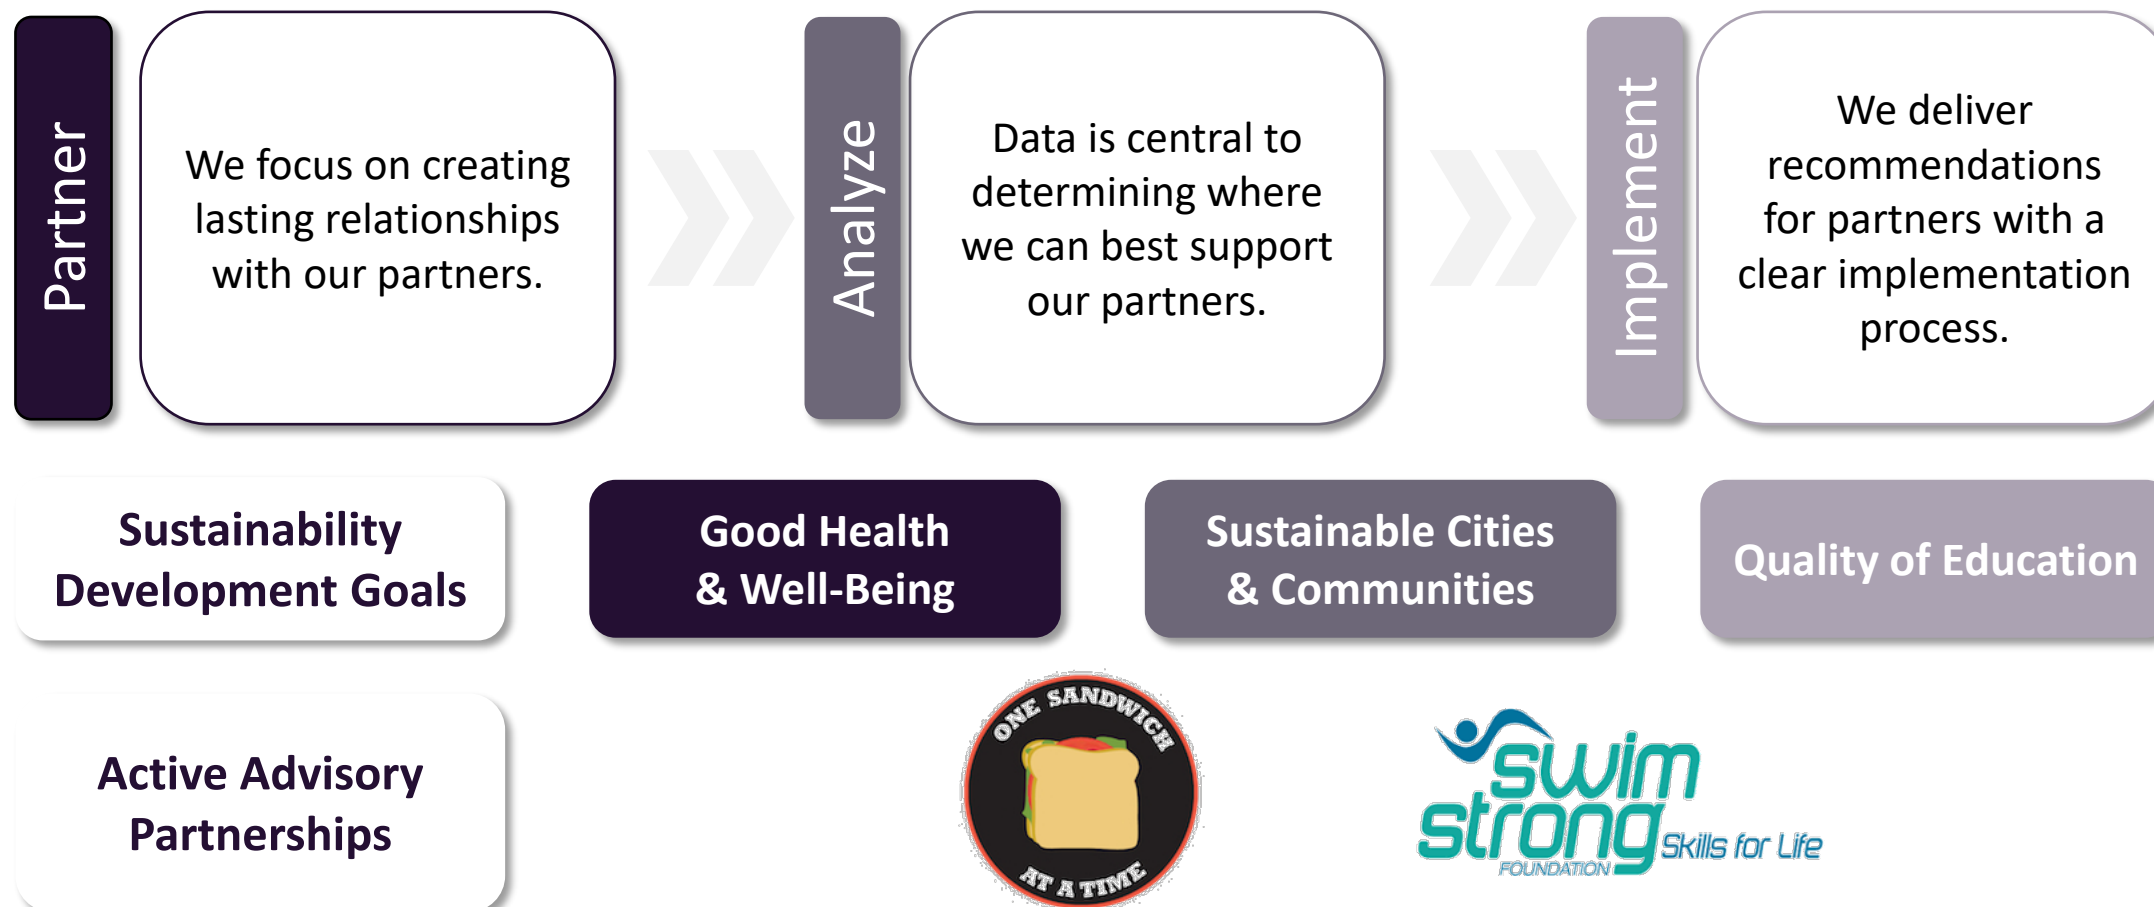 Partner
We focus on creating
lasting relationships
with our partners.
Analyze
Data is central to
determining where
we can best support
our partners.
Implement
We deliver
recommendations
for partners with a
clear implementation
process.
Sustainability
Development Goals
Good Health
& Well-Being
Sustainable Cities
& Communities
Quality of Education
Active Advisory
Partnerships
ONE SANDWICH
AT A TIME
swim
strong
FOUNDATION
Skills for Life